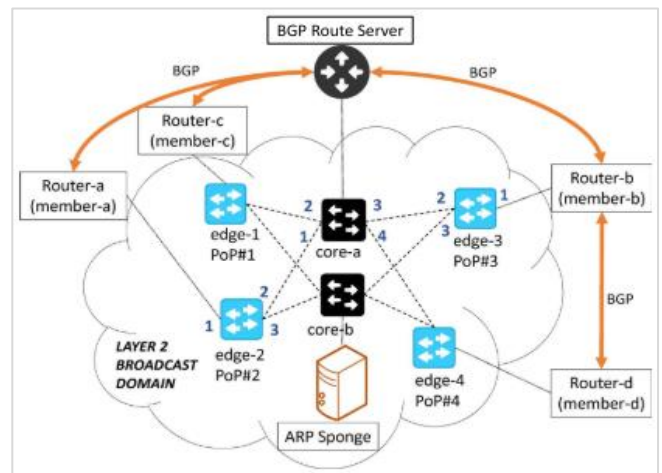 BGP Route Server
BGP
BGP
Router-c
(member-c)
Router-a
(member-a)
Router-b
(member-b)
2
3
2
1
edge-1
PoP#1
1
4
core-a
3
edge-3
PoP#3
2
1
3
edge-2
PoP#2
core-b
BGP
LAYER 2
BROADCAST
DOMAIN
edge-4
PoP#4
Router-d
(member-d)
ARP Sponge